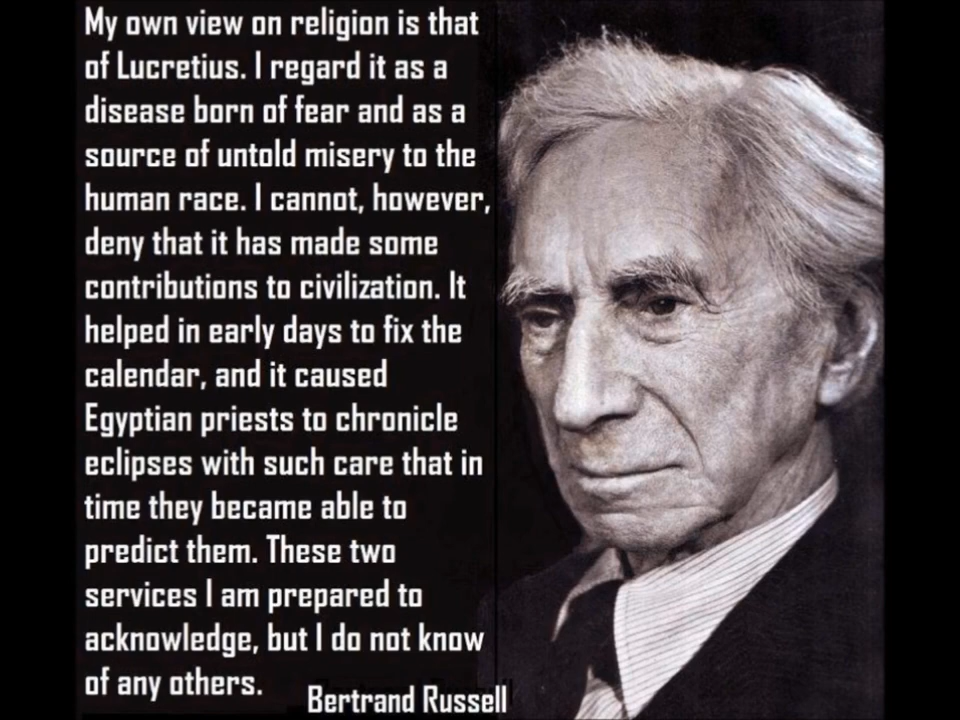 My own view on religion is that
of Lucretius. I regard it as a
disease born of fear and as a
source of untold misery to the
human race. I cannot, however,
deny that it has made some
contributions to civilization. It
helped in early days to fix the
calendar, and it caused
Egyptian priests to chronicle
eclipses with such care that in
time they became able to
predict them. These two
services I am prepared to
acknowledge, but I do not know
of any others.
Bertrand Russell